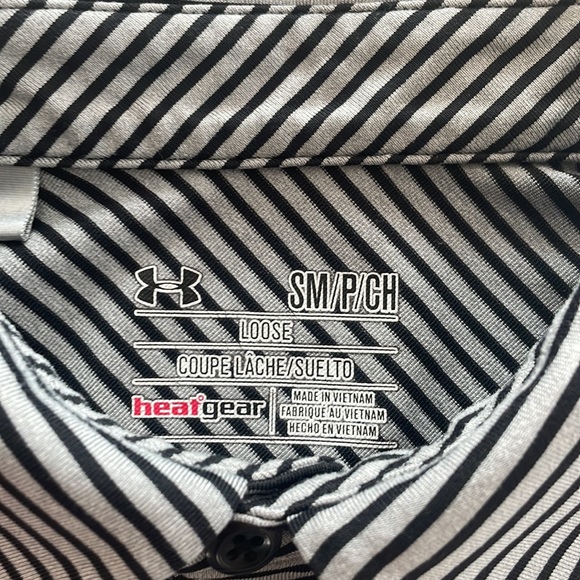 SM/P/CH
LOOSE
COUPE LÂCHE/SUELTO
heatgear
MADE IN VIETNAM
FABRIQUÉ AU VIETNAM
HECHO EN VIETNAM